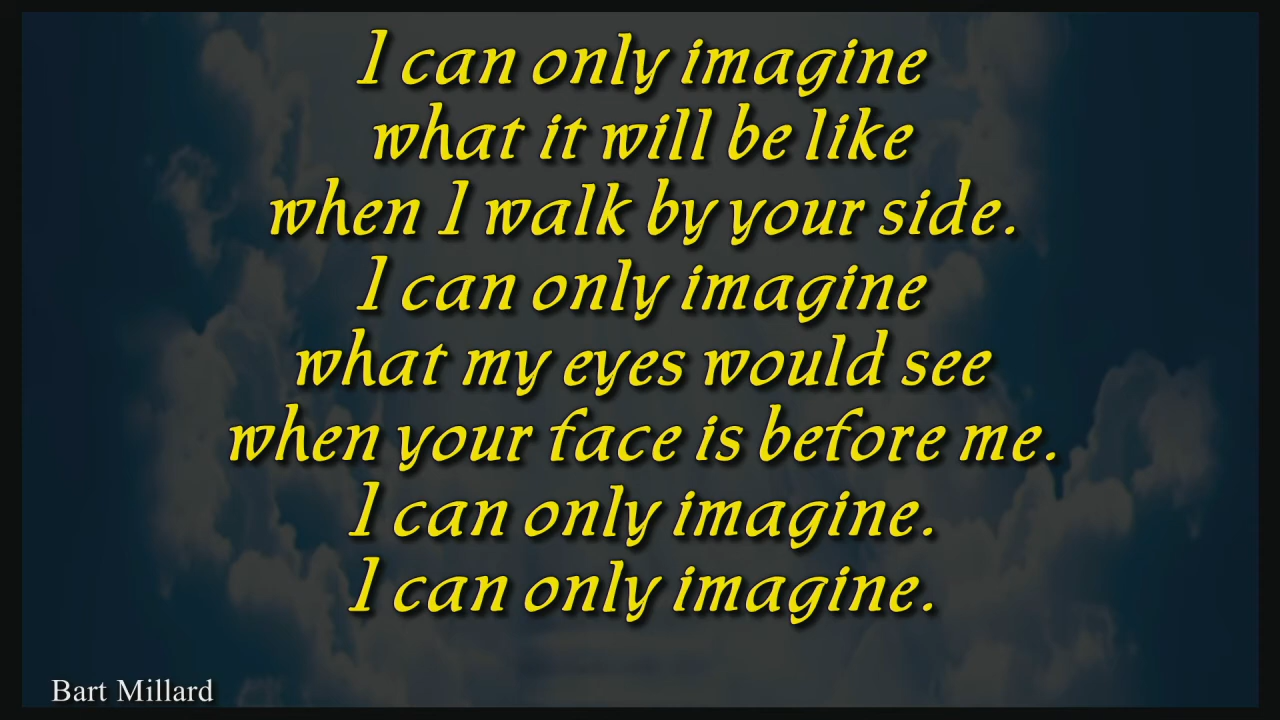 I can only imagine
what it will be like
when I walk by your side.
I can only imagine
what my eyes would see
when your face is before me.
I can only imagine.
I can only imagine.
Bart Millard